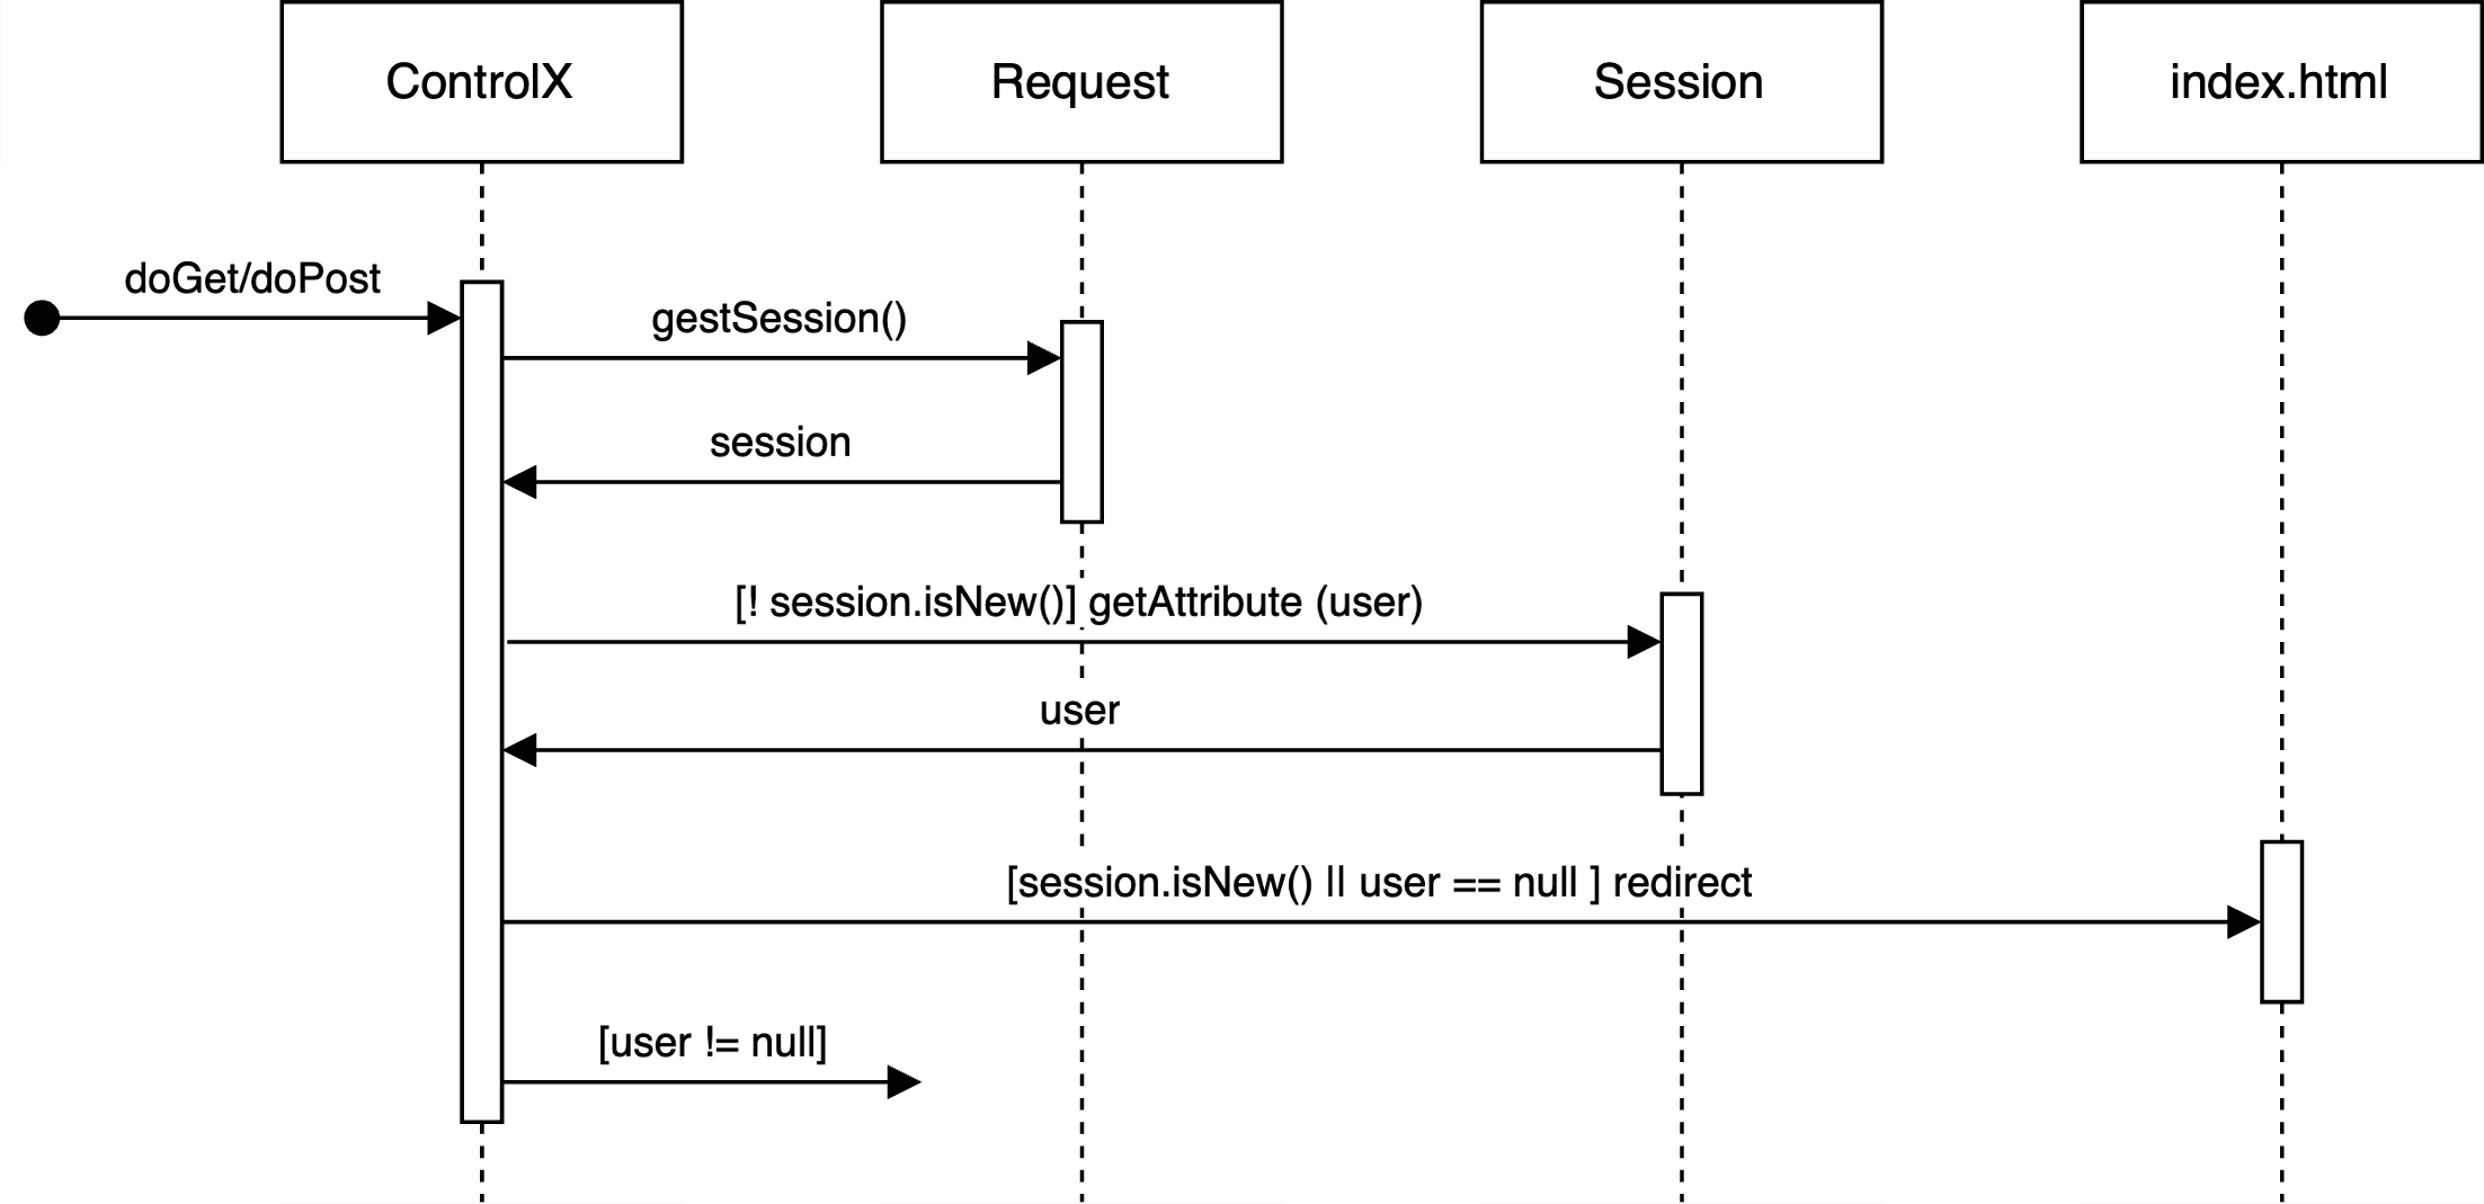 ControlX
Request
Session
index.html
doGet/doPost
gestSession()
session
[! session.isNew()] getAttribute (user)
user
[session.isNew() || user == null ] redirect
[user != null]